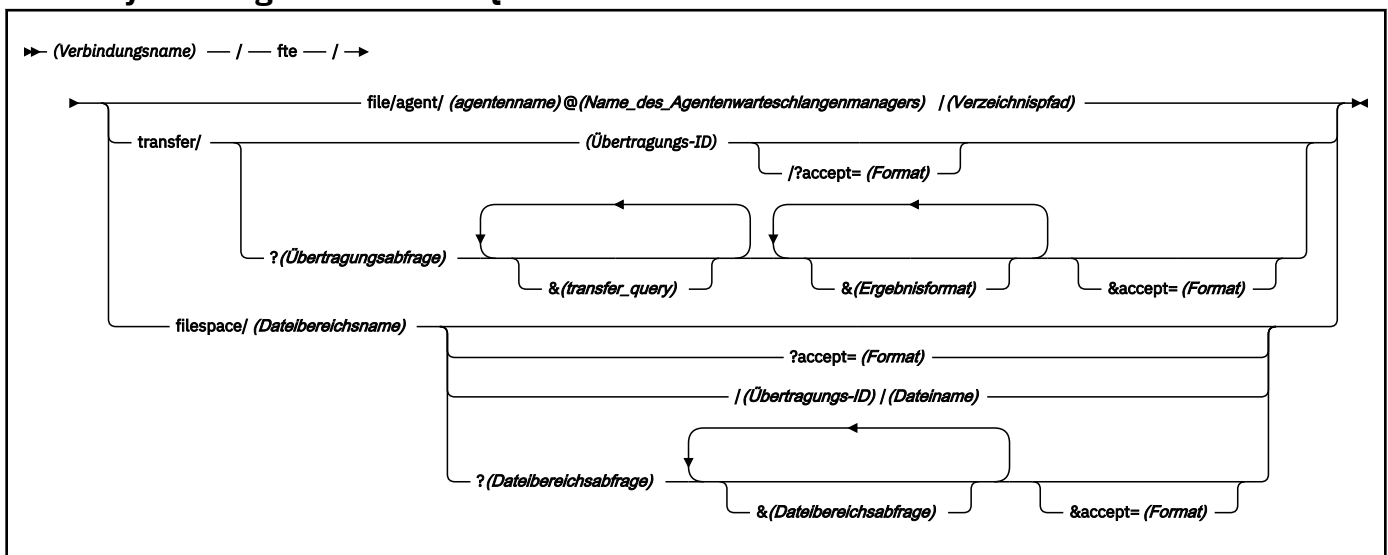 (Verbindungsname) / fte /
file/agent/ (agentenname) @ (Name_des_Agentenwarteschlangenmanagers) / (Verzeichnispfad)
transfer/ (Übertragungs-ID)
/?accept= (Format)
? (Übertragungsabfrage)
& (transfer_query) & (Ergebnisformat) &accept= (Format)
filespace/ (Dateibereichsname)
?accept= (Format)
/ (Übertragungs-ID) / (Dateiname)
? (Dateibereichsabfrage)
& (Dateibereichsabfrage) &accept= (Format)